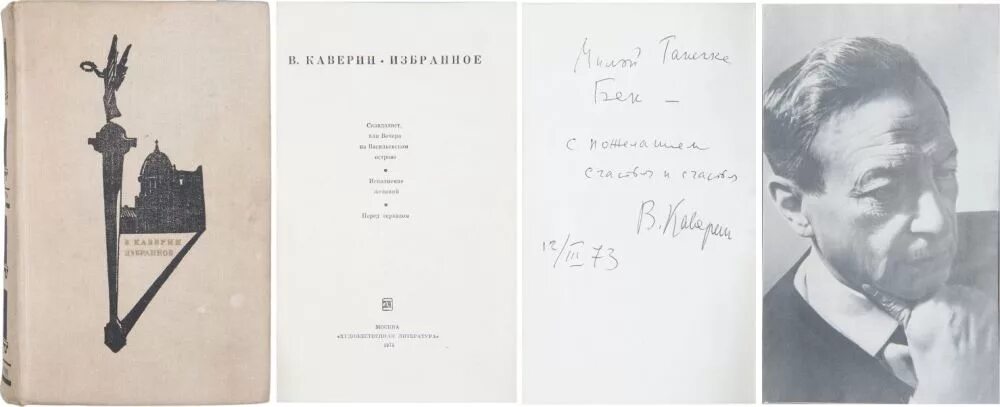 В КАВЕРИН
ИЗБРАННОЕ
В. КАВЕРИН · ИЗБРАННОЕ
Скандалист,
или Вечера
на Васильевском
острове
•
Исполнение
желаний
•
Перед зеркалом
МОСКВА
«ХУДОЖЕСТВЕННАЯ ЛИТЕРАТУРА»
Милой Танечке
Бек —
с пожеланием
счастья и счастья
В. Каверин
12/III 73